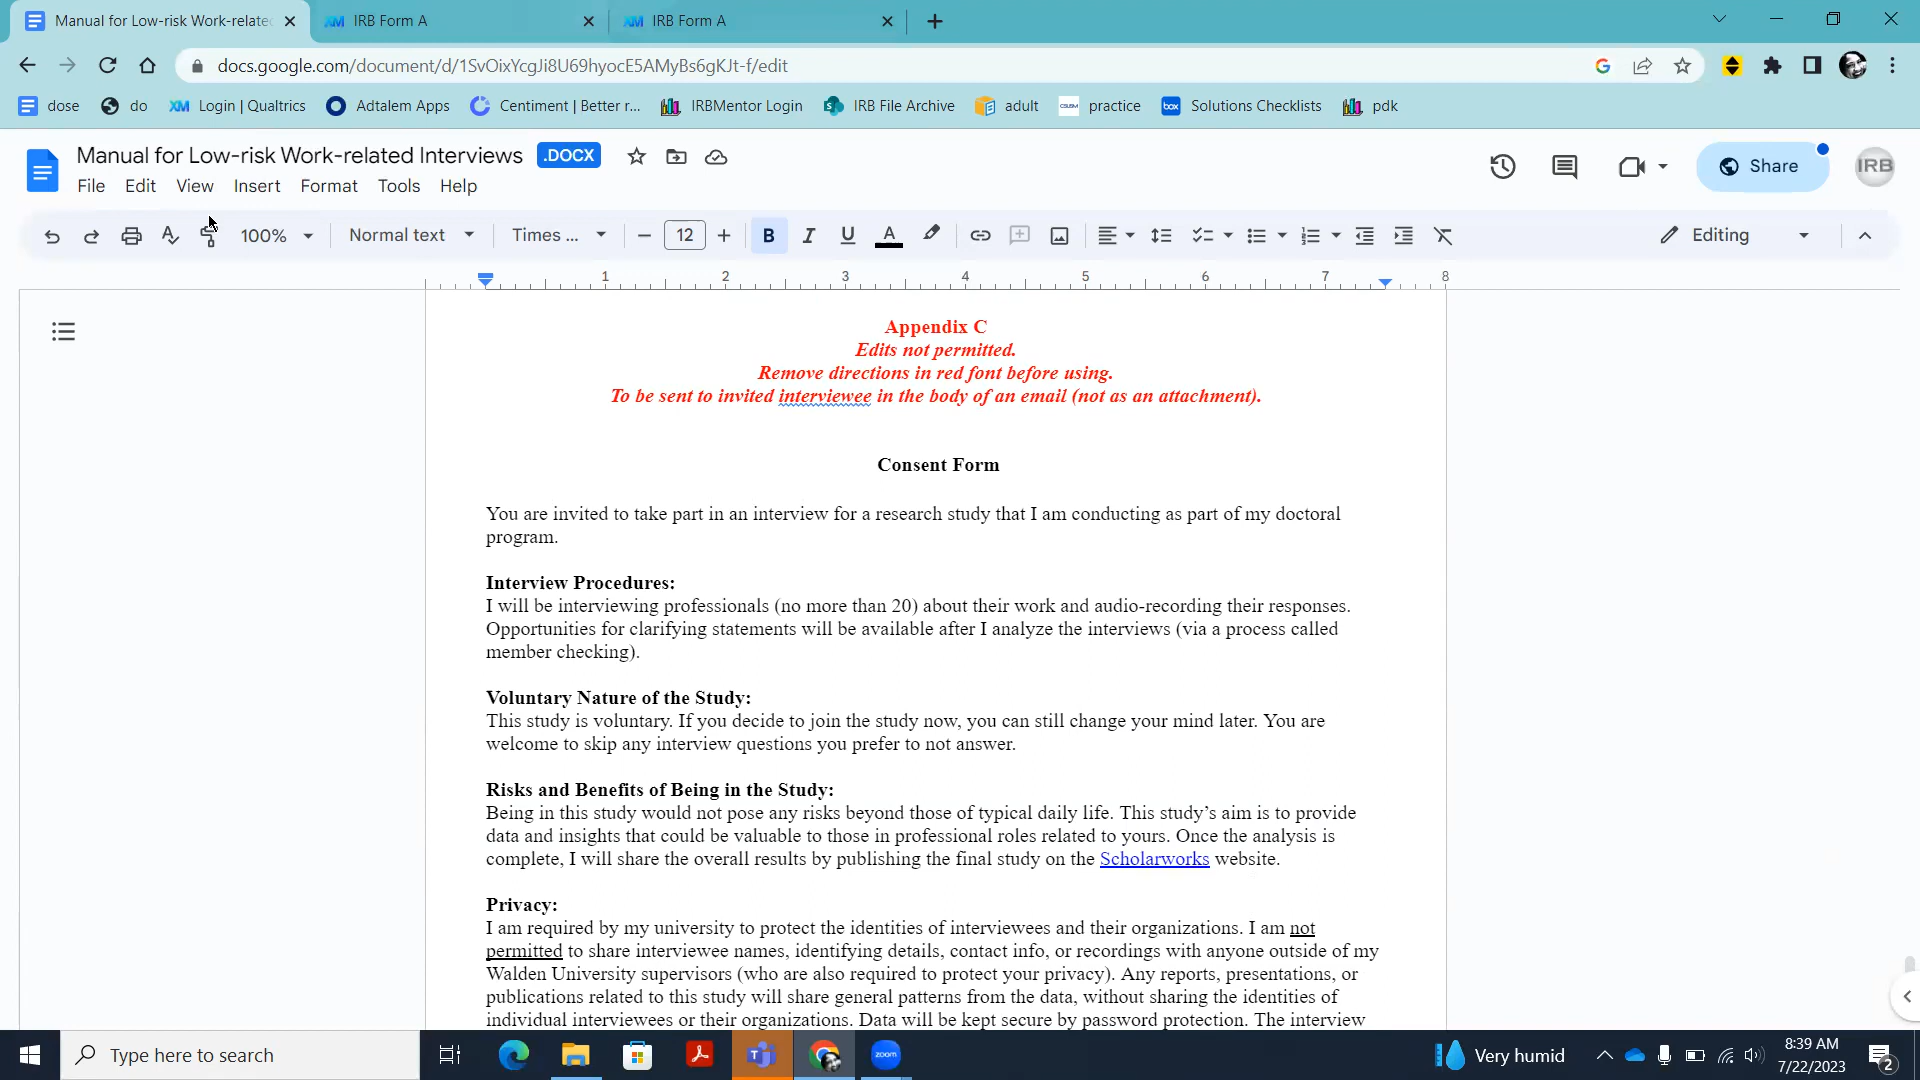 Manual for Low-risk Work-relate
IRB Form A
IRB Form A
docs.google.com/document/d/1SvOixYcgJi8U69hyocE5AMyBs6gKJt-f/edit
dose
do
Login | Qualtrics
Adtalem Apps
Centiment | Better r...
IRBMentor Login
IRB File Archive
adult
CSUSM
practice
box
Solutions Checklists
pdk
Manual for Low-risk Work-related Interviews
.DOCX
File Edit View Insert Format Tools Help
Share
IRB
100%
Normal text
Times ...
12
B I U A
Editing
1 2 3 4 5 6 7 8
Appendix C
Edits not permitted.
Remove directions in red font before using.
To be sent to invited interviewee in the body of an email (not as an attachment).
Consent Form
You are invited to take part in an interview for a research study that I am conducting as part of my doctoral
program.
Interview Procedures:
I will be interviewing professionals (no more than 20) about their work and audio-recording their responses.
Opportunities for clarifying statements will be available after I analyze the interviews (via a process called
member checking).
Voluntary Nature of the Study:
This study is voluntary. If you decide to join the study now, you can still change your mind later. You are
welcome to skip any interview questions you prefer to not answer.
Risks and Benefits of Being in the Study:
Being in this study would not pose any risks beyond those of typical daily life. This study’s aim is to provide
data and insights that could be valuable to those in professional roles related to yours. Once the analysis is
complete, I will share the overall results by publishing the final study on the Scholarworks website.
Privacy:
I am required by my university to protect the identities of interviewees and their organizations. I am not
permitted to share interviewee names, identifying details, contact info, or recordings with anyone outside of my
Walden University supervisors (who are also required to protect your privacy). Any reports, presentations, or
publications related to this study will share general patterns from the data, without sharing the identities of
individual interviewees or their organizations. Data will be kept secure by password protection. The interview
Type here to search
zoom
Very humid
8:39 AM
7/22/2023
2